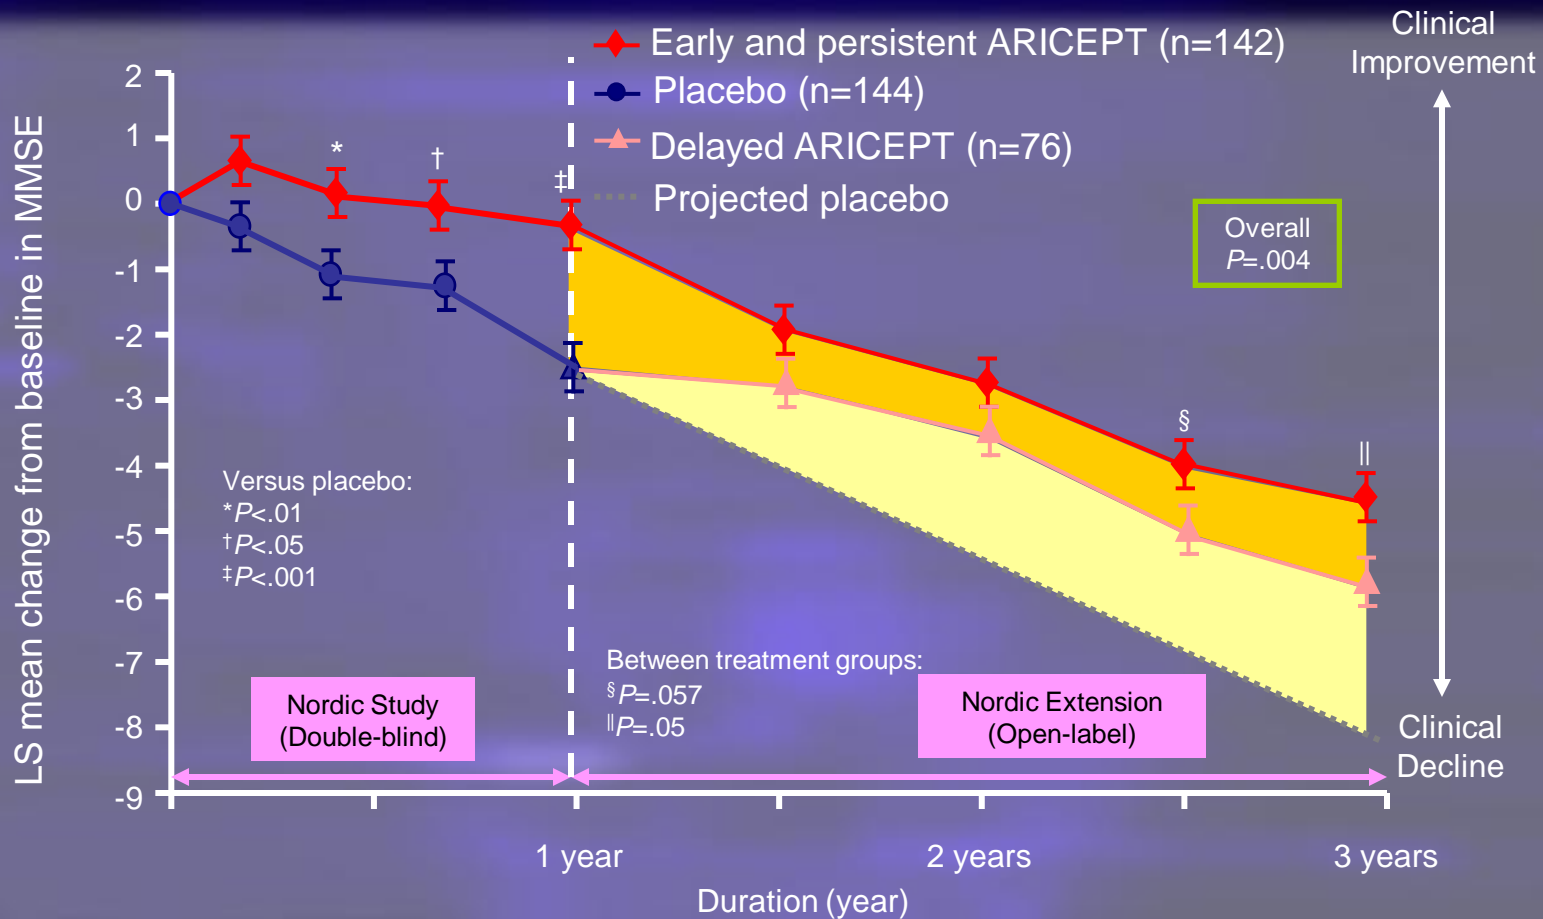 Early and persistent ARICEPT (n=142)
Placebo (n=144)
Delayed ARICEPT (n=76)
Projected placebo
Clinical
Improvement
LS mean change from baseline in MMSE
2
1
0
-1
-2
-3
-4
-5
-6
-7
-8
-9
*
†
‡
§
||
Overall
P=.004
Versus placebo:
*P<.01
†P<.05
‡P<.001
Between treatment groups:
§P=.057
||P=.05
Nordic Study
(Double-blind)
Nordic Extension
(Open-label)
Clinical
Decline
1 year
2 years
3 years
Duration (year)